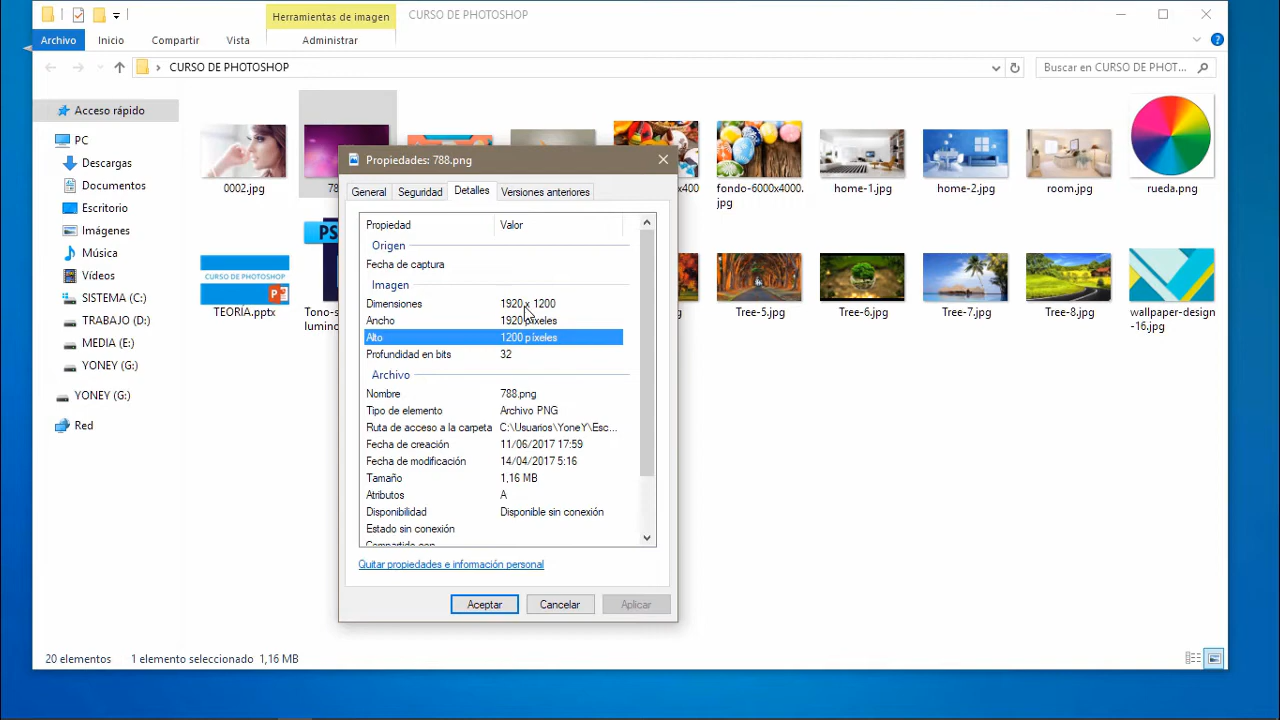 Herramientas de imagen
CURSO DE PHOTOSHOP
Archivo
Inicio
Compartir
Vista
Administrar
CURSO DE PHOTOSHOP
Buscar en CURSO DE PHOT...
Acceso rápido
PC
Descargas
Documentos
Escritorio
Imágenes
Música
Vídeos
SISTEMA (C:)
TRABAJO (D:)
MEDIA (E:)
YONEY (G:)
YONEY (G:)
Red
0002.jpg
fondo-6000x4000.
jpg
home-1.jpg
home-2.jpg
room.jpg
rueda.png
CURSO DE PHOTOSHOP
TEORÍA.pptx
PS
Tono-s
lumino
Tree-5.jpg
Tree-6.jpg
Tree-7.jpg
Tree-8.jpg
wallpaper-design
-16.jpg
Propiedades: 788.png
General
Seguridad
Detalles
Versiones anteriores
Propiedad Valor
Origen
Fecha de captura
Imagen
Dimensiones 1920 x 1200
Ancho 1920 píxeles
Alto 1200 píxeles
Profundidad en bits 32
Archivo
Nombre 788.png
Tipo de elemento Archivo PNG
Ruta de acceso a la carpeta C:\Usuarios\YoneY\Esc...
Fecha de creación 11/06/2017 17:59
Fecha de modificación 14/04/2017 5:16
Tamaño 1,16 MB
Atributos A
Disponibilidad Disponible sin conexión
Estado sin conexión
Quitar propiedades e información personal
Aceptar
Cancelar
Aplicar
20 elementos
1 elemento seleccionado 1,16 MB